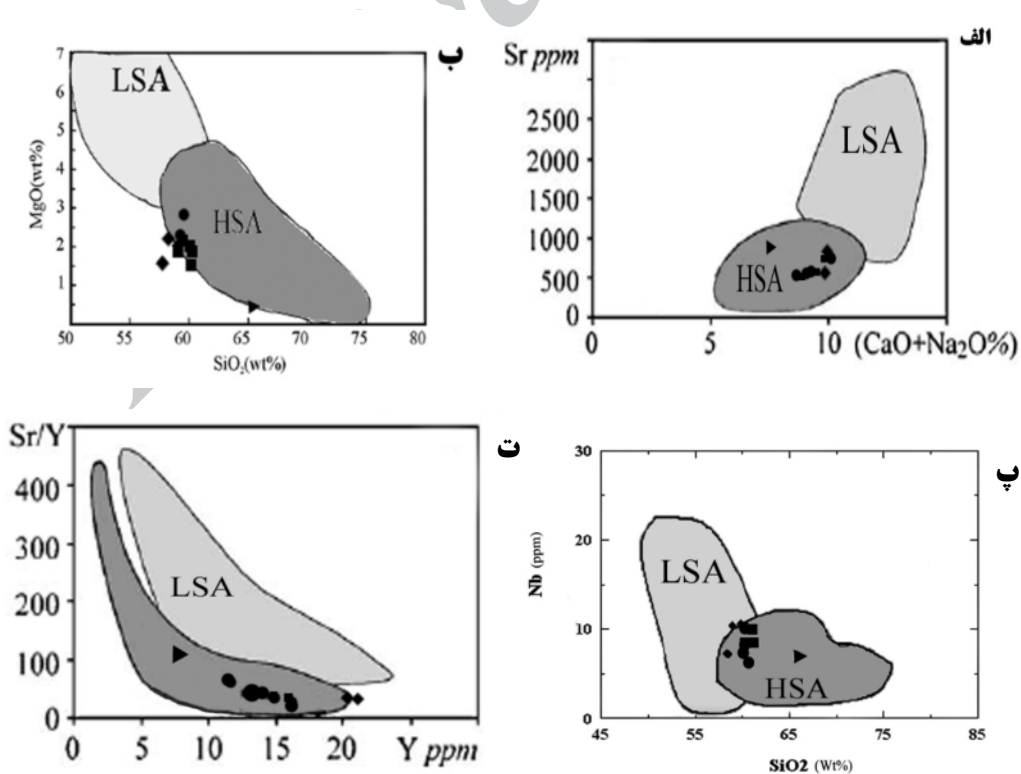 الف
Sr ppm
2500
2000
1500
1000
500
0
LSA
HSA
0 5 10 (CaO+Na₂O%)
ب
MgO(wt%)
7
6
5
4
3
2
1
LSA
HSA
50 55 60 65 70 75 80
SiO₂(wt%)
پ
Nb (ppm)
30
20
10
0
LSA
HSA
45 55 65 75 85
SiO2 (Wt%)
ت
Sr/Y
400
300
200
100
0
LSA
0 5 10 15 20 Y ppm